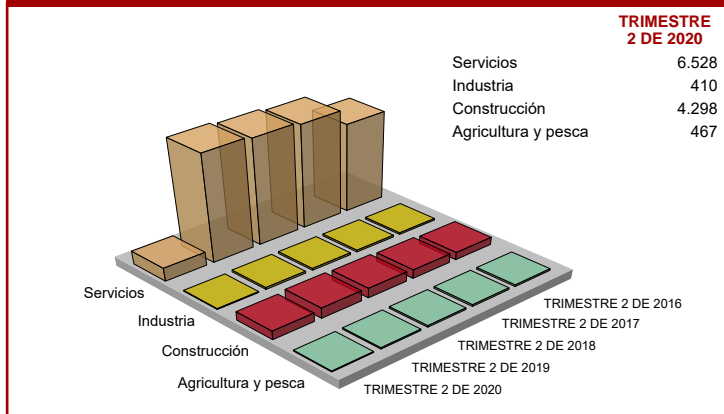 TRIMESTRE
2 DE 2020
Servicios 6.528
Industria 410
Construcción 4.298
Agricultura y pesca 467
Servicios
Industria
Construcción
Agricultura y pesca
TRIMESTRE 2 DE 2016
TRIMESTRE 2 DE 2017
TRIMESTRE 2 DE 2018
TRIMESTRE 2 DE 2019
TRIMESTRE 2 DE 2020